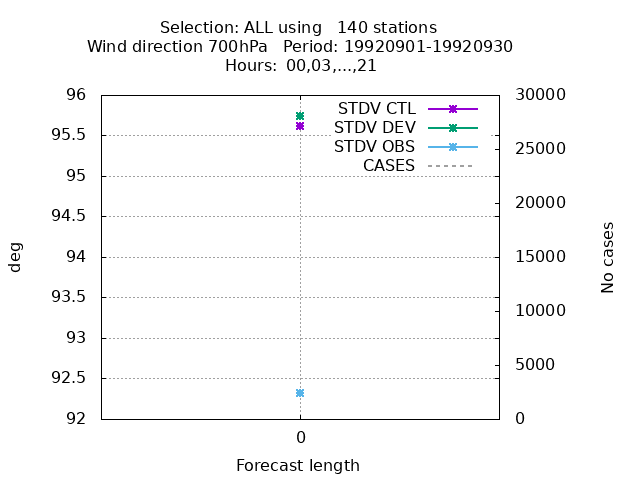 Selection: ALL using   140 stations
Wind direction 700hPa   Period: 19920901-19920930
Hours: 00,03,...,21
96
95.5
95
94.5
94
93.5
93
92.5
92
deg
STDV CTL
STDV DEV
STDV OBS
CASES
30000
25000
20000
15000
10000
5000
0
No cases
0
Forecast length